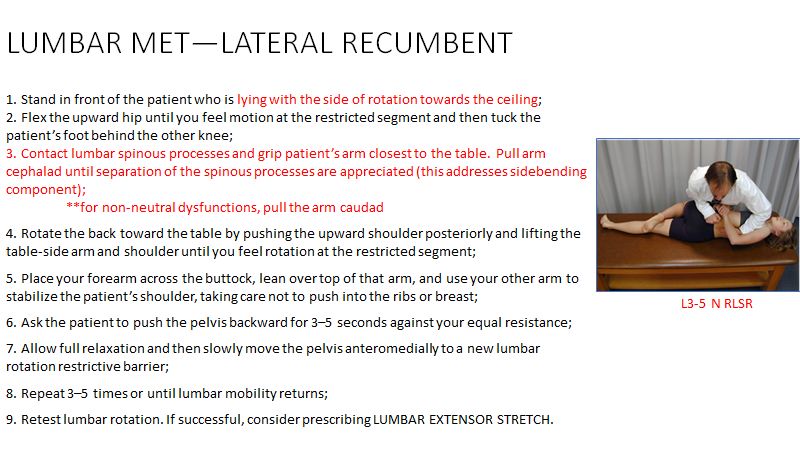 LUMBAR MET—LATERAL RECUMBENT
1. Stand in front of the patient who is lying with the side of rotation towards the ceiling;
2. Flex the upward hip until you feel motion at the restricted segment and then tuck the
patient's foot behind the other knee;
3. Contact lumbar spinous processes and grip patient's arm closest to the table. Pull arm
cephalad until separation of the spinous processes are appreciated (this addresses sidebending
component);
**for non-neutral dysfunctions, pull the arm caudad
4. Rotate the back toward the table by pushing the upward shoulder posteriorly and lifting the
table-side arm and shoulder until you feel rotation at the restricted segment;
5. Place your forearm across the buttock, lean over top of that arm, and use your other arm to
stabilize the patient's shoulder, taking care not to push into the ribs or breast;
6. Ask the patient to push the pelvis backward for 3–5 seconds against your equal resistance;
7. Allow full relaxation and then slowly move the pelvis anteromedially to a new lumbar
rotation restrictive barrier;
8. Repeat 3–5 times or until lumbar mobility returns;
9. Retest lumbar rotation. If successful, consider prescribing LUMBAR EXTENSOR STRETCH.
L3-5 N RLSR